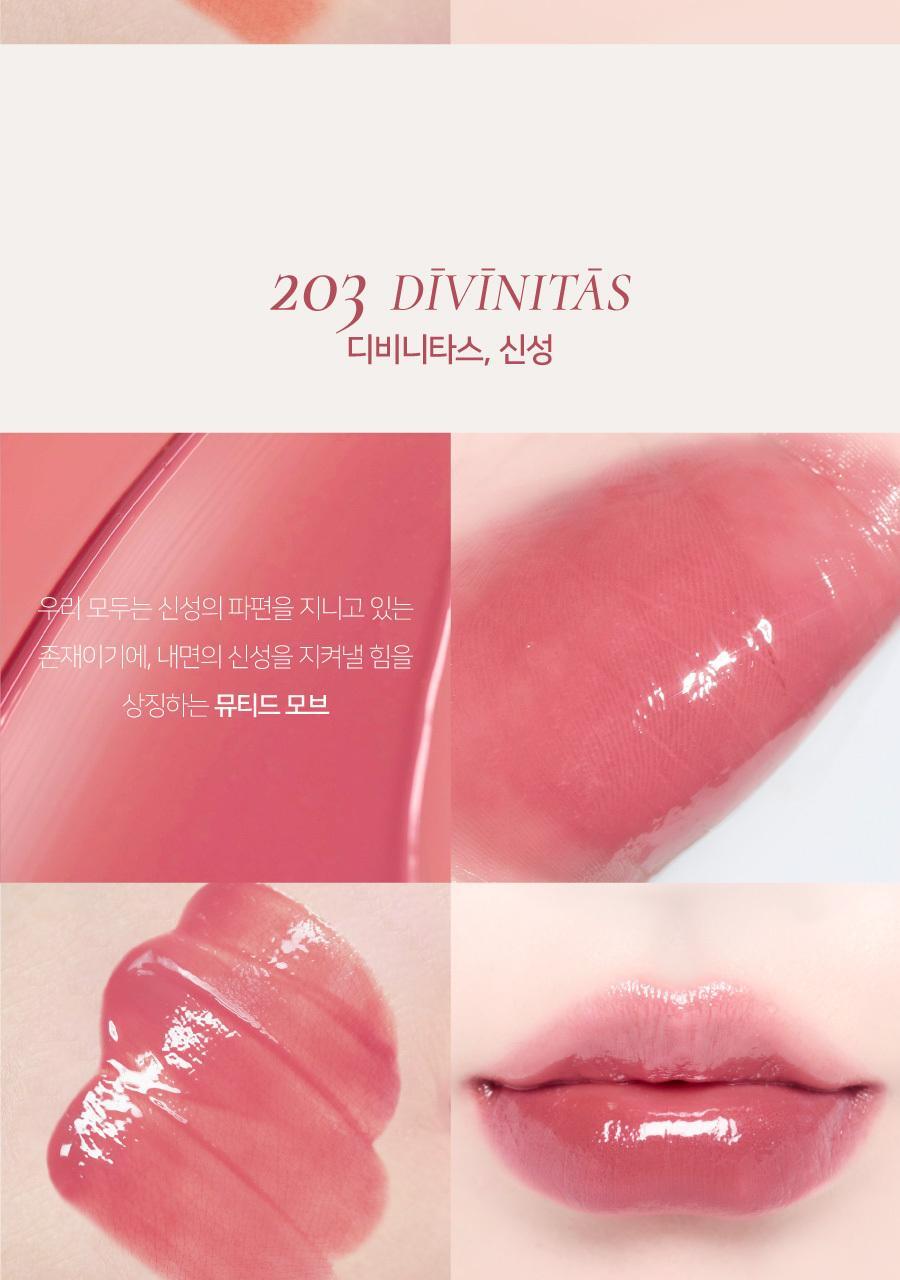 203 DĪVĪNITĀS
디비니타스, 신성
우리 모두는 신성의 파편을 지니고 있는
존재이기에, 내면의 신성을 지켜낼 힘을
상징하는 뮤티드 모브